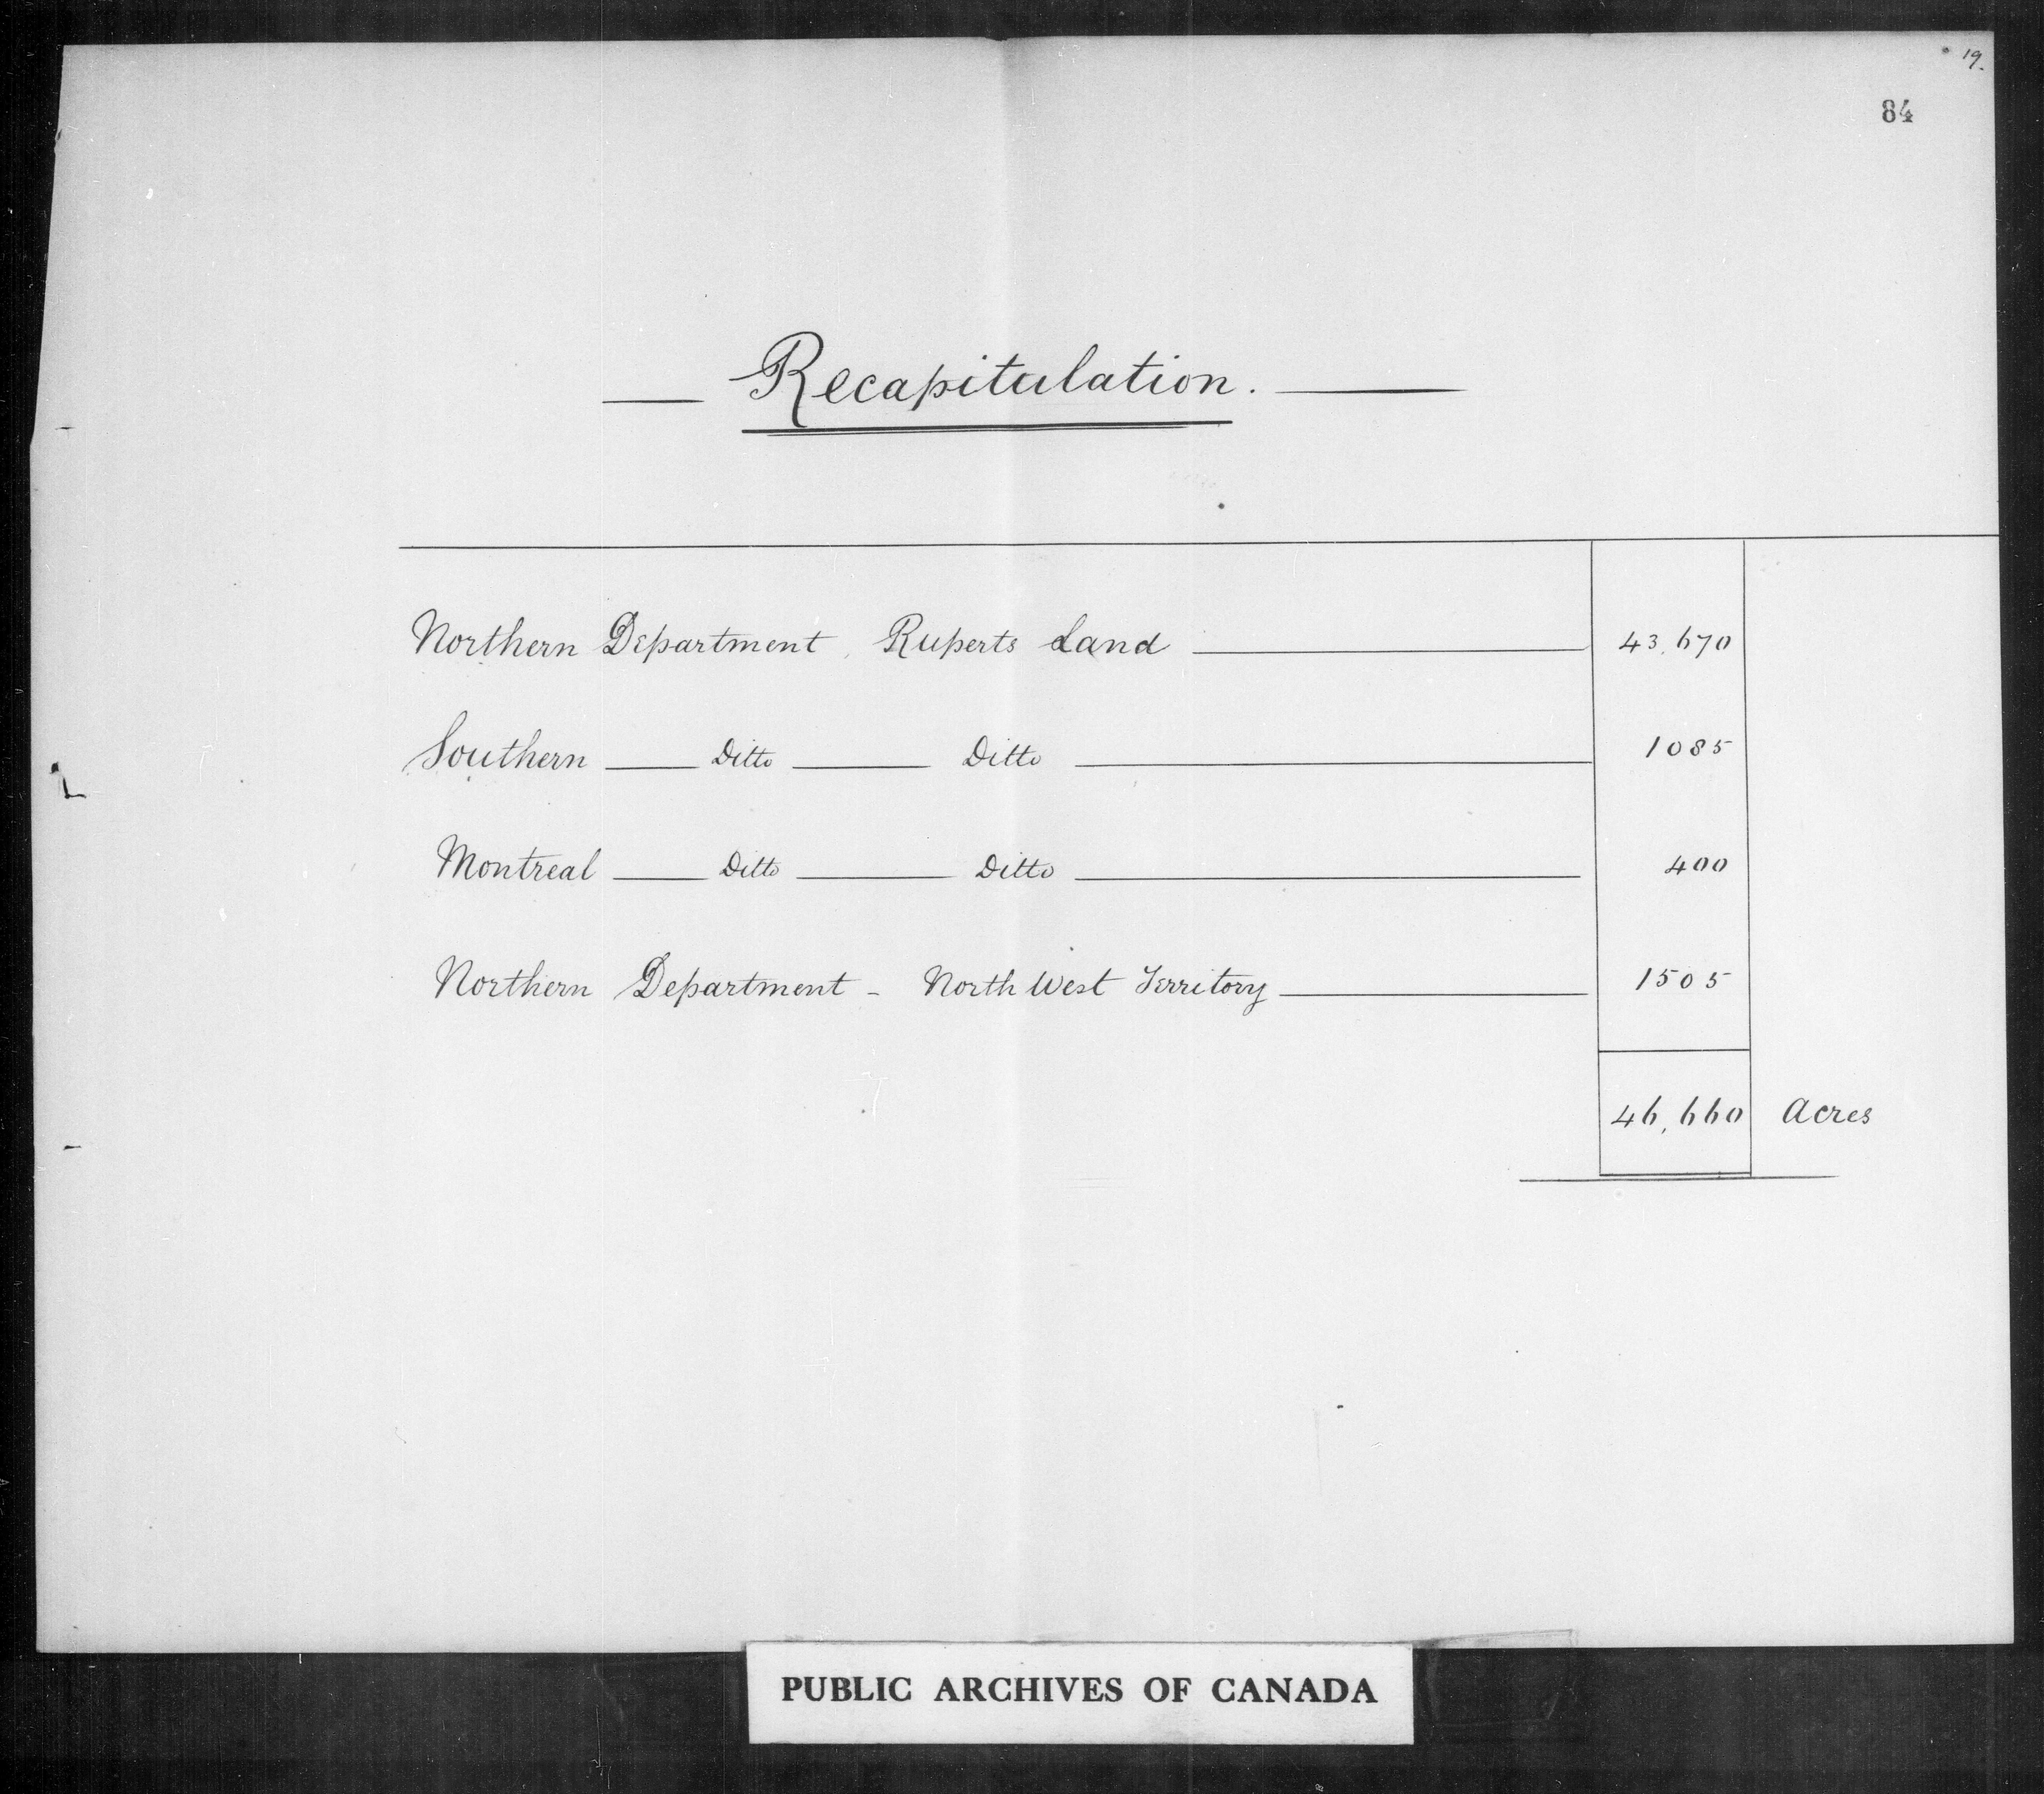 19.
84
Recapitulation.
Northern Department, Ruperts Land 43,670
Southern Ditto Ditto 1085
Montreal Ditto Ditto 400
Northern Department - North West Territory 1505
46,660 Acres
PUBLIC ARCHIVES OF CANADA